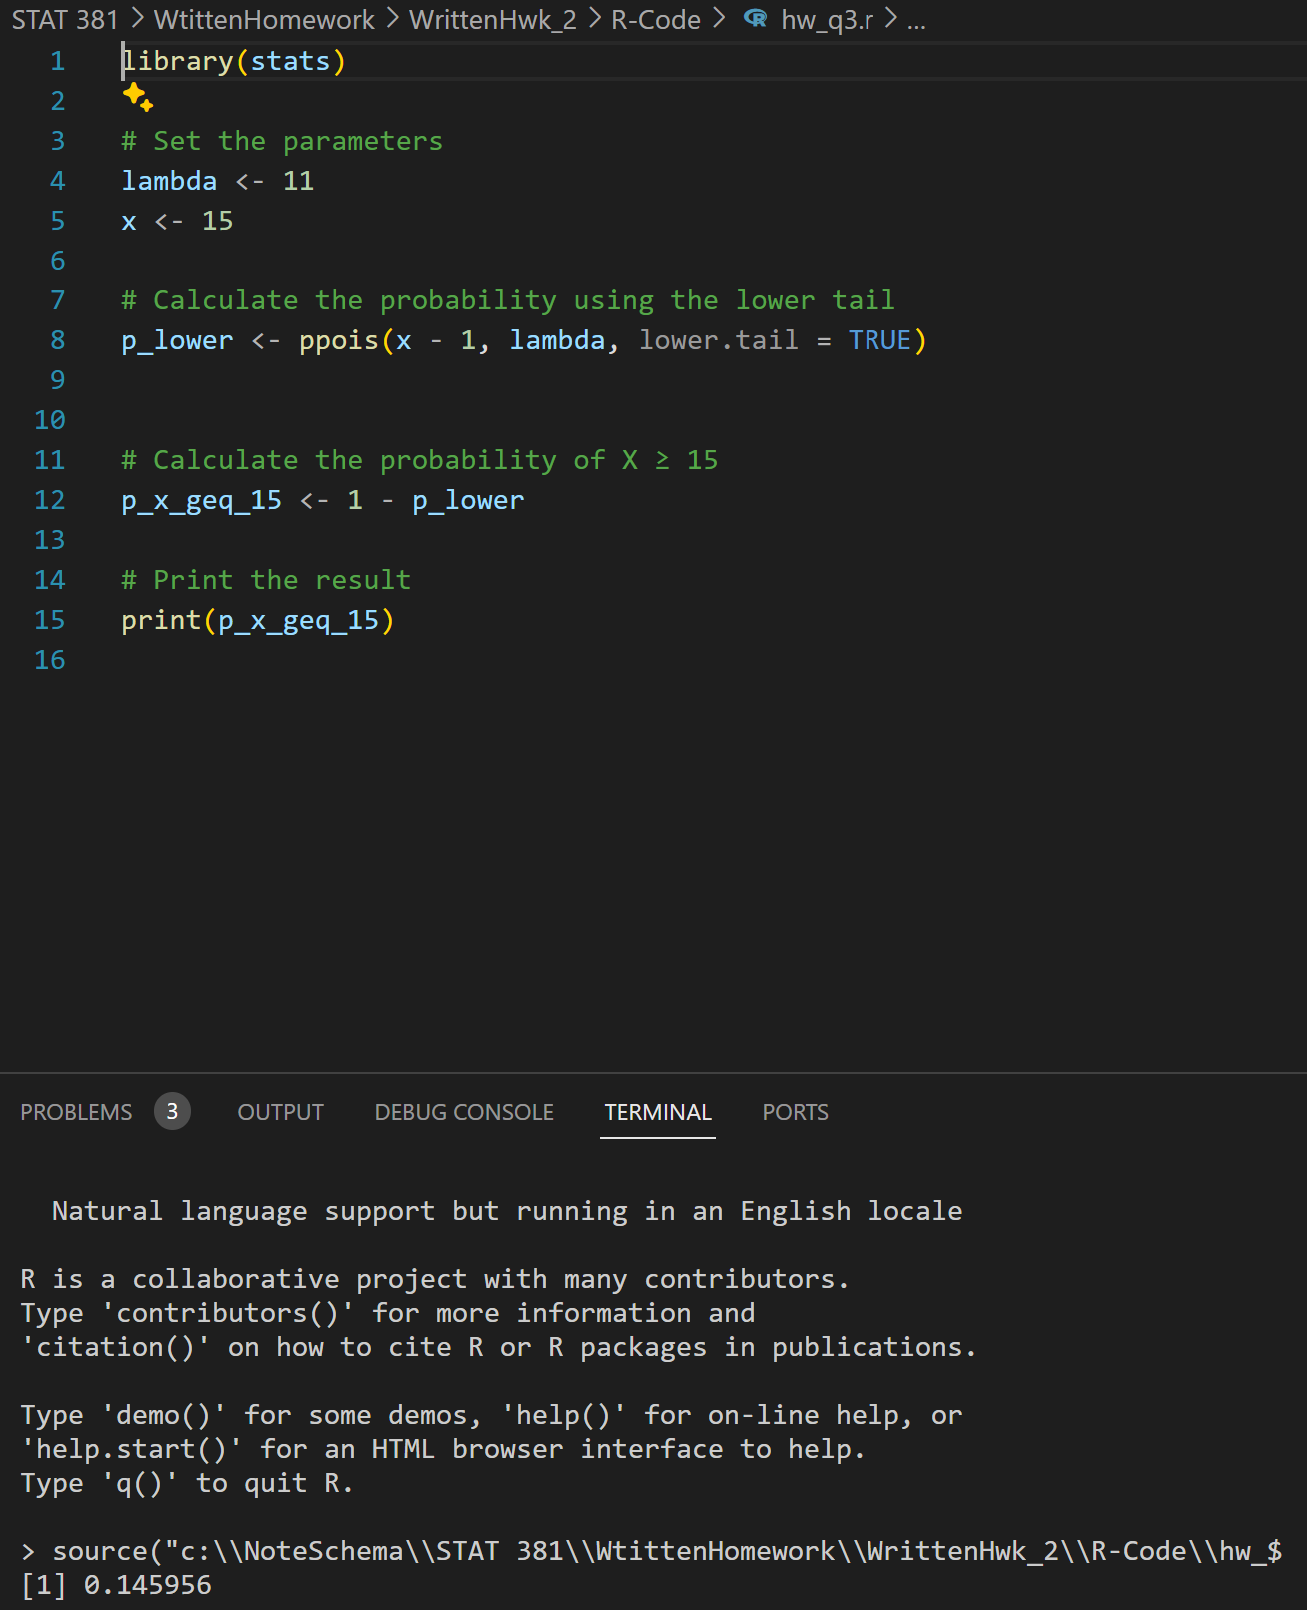 STAT 381 > WtittenHomework > WrittenHwk_2 > R-Code > hw_q3.r > ...
1 library(stats)
2
3 # Set the parameters
4 lambda <- 11
5 x <- 15
6
7 # Calculate the probability using the lower tail
8 p_lower <- ppois(x - 1, lambda, lower.tail = TRUE)
9
10
11 # Calculate the probability of X ≥ 15
12 p_x_geq_15 <- 1 - p_lower
13
14 # Print the result
15 print(p_x_geq_15)
16
PROBLEMS 3 OUTPUT DEBUG CONSOLE TERMINAL PORTS
Natural language support but running in an English locale
R is a collaborative project with many contributors.
Type 'contributors()' for more information and
'citation()' on how to cite R or R packages in publications.
Type 'demo()' for some demos, 'help()' for on-line help, or
'help.start()' for an HTML browser interface to help.
Type 'q()' to quit R.
> source("c:\\NoteSchema\\STAT 381\\WtittenHomework\\WrittenHwk_2\\R-Code\\hw_$
[1] 0.145956